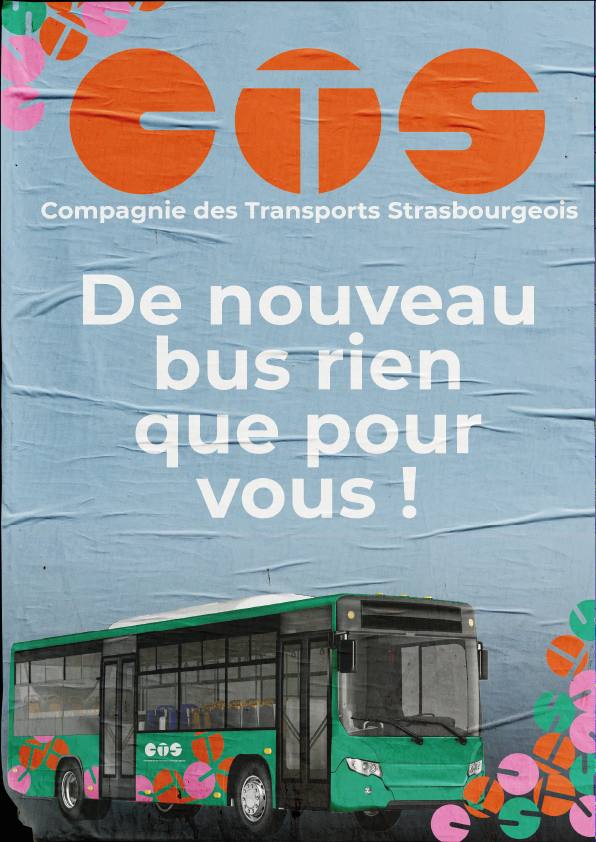 CTS
Compagnie des Transports Strasbourgeois
De nouveau
bus rien
que pour
vous !
CTS